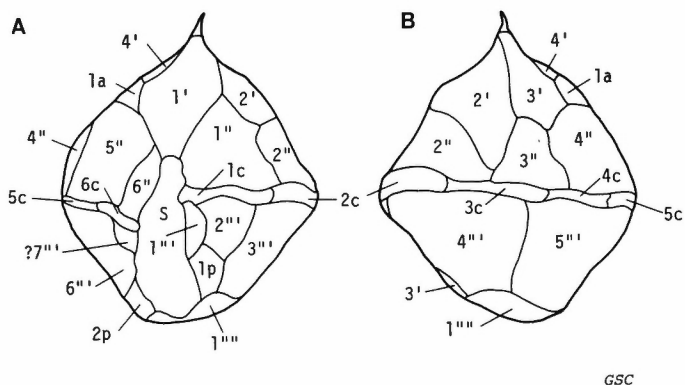 A
4'
1a
1'
2'
4"
5"
1"
2"
6c
6"
1c
5c
S
2c
?7"'
1"'
2"'
3"'
1p
6"'
2p
1""
B
4'
1a
2'
3'
2"
3"
4"
4c
3c
5c
4"'
5"'
3'
1""
GSC